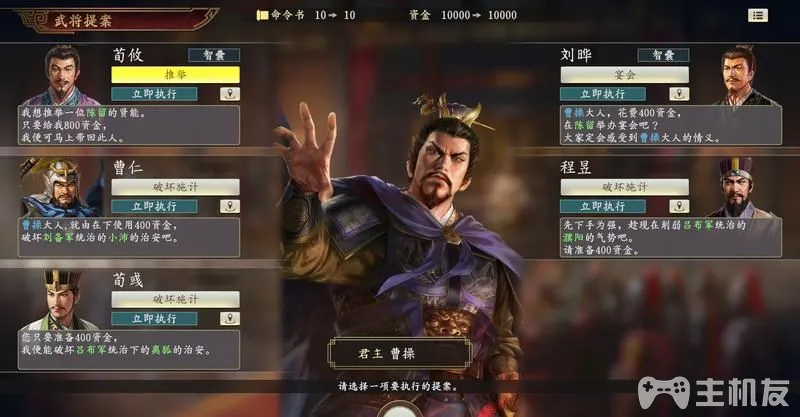 武将提案
命令书 10→10 资金 10000→10000
荀攸
智囊
推举
立即执行
我想推举一位陈留的贤能。
只要给我800资金，
我便可马上带回此人。
曹仁
破坏施计
立即执行
曹操大人，就由在下使用400资金，
破坏刘备军统治的小沛的治安吧。
荀彧
破坏施计
立即执行
您只要准备400资金，
我便能破坏吕布军统治下的离狐的治安。
刘晔
智囊
宴会
立即执行
曹操大人，花费400资金，
在陈留举办宴会吧？
大家定会感受到曹操大人的情义。
程昱
破坏施计
立即执行
先下手为强，趁现在削弱吕布军统治的
濮阳的气势吧。
请准备400资金。
君主 曹操
请选择一项要执行的提案。
主机友